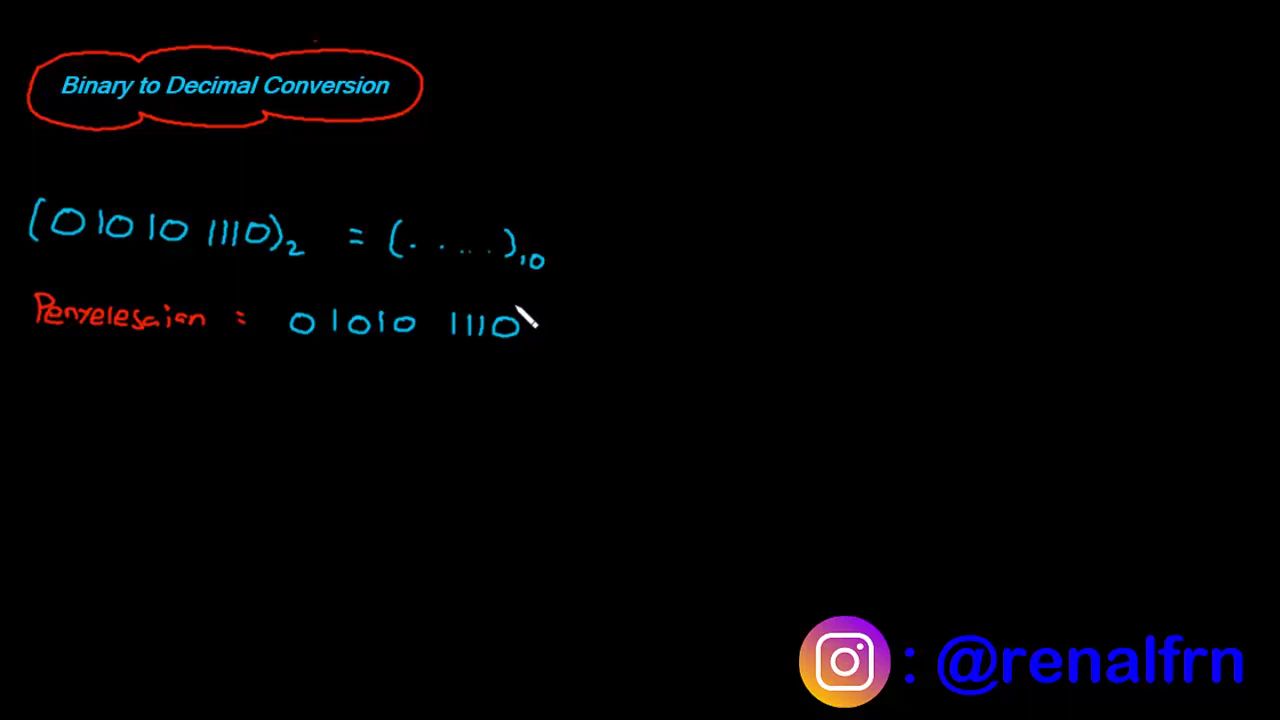 Binary to Decimal Conversion
(01010 1110)2 = (.....)10
Penyelesaian = 01010 1110
: @renalfrn